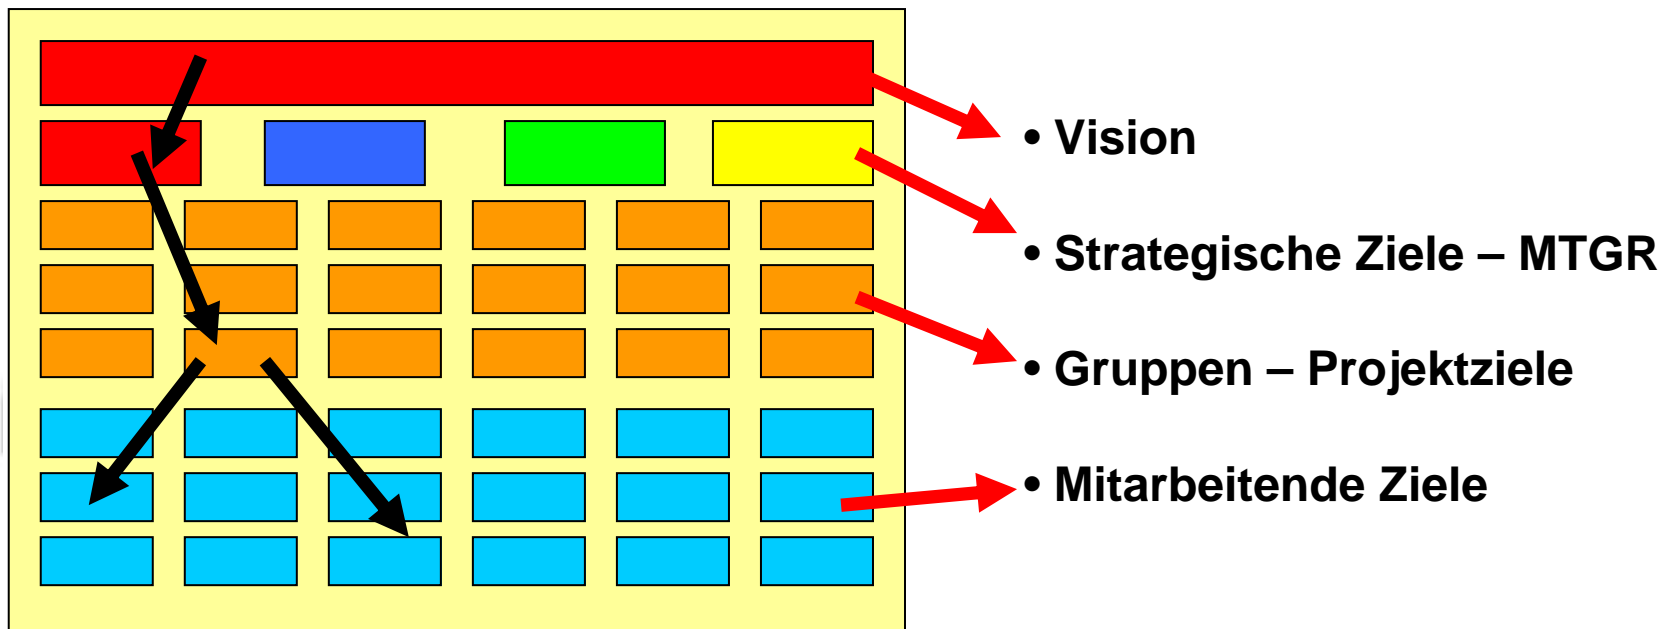 • Vision
• Strategische Ziele – MTGR
• Gruppen – Projektziele
• Mitarbeitende Ziele